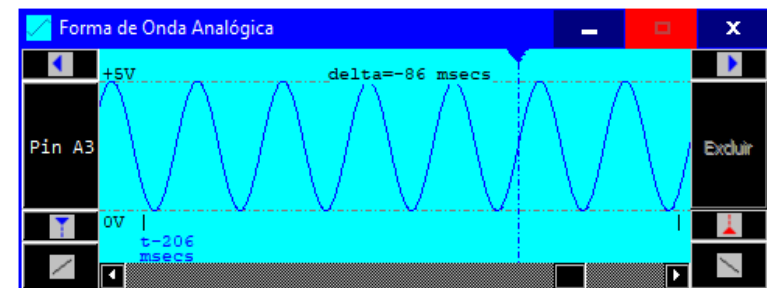 Forma de Onda Analógica
X
+5V
delta=-86 msecs
Pin A3
Excluir
0V
t-206
msecs